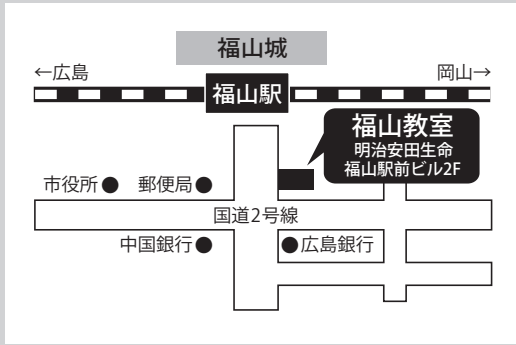 福山城
←広島
岡山→
福山駅
福山教室
明治安田生命
福山駅前ビル2F
市役所●
郵便局●
国道2号線
中国銀行●
●広島銀行